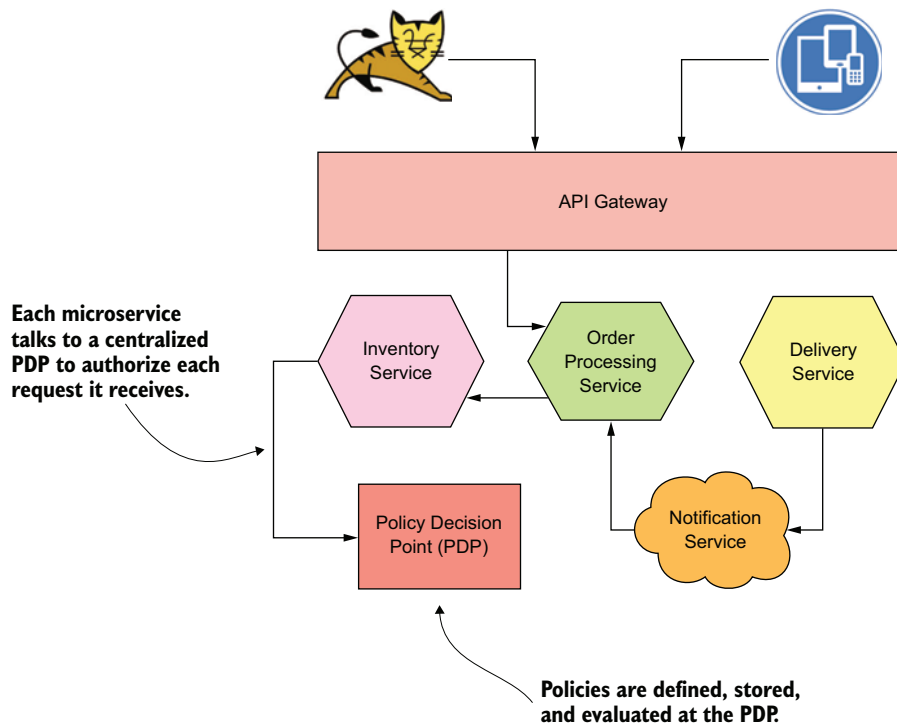 API Gateway
Each microservice
talks to a centralized
PDP to authorize each
request it receives.
Inventory
Service
Order
Processing
Service
Delivery
Service
Policy Decision
Point (PDP)
Notification
Service
Policies are defined, stored,
and evaluated at the PDP.